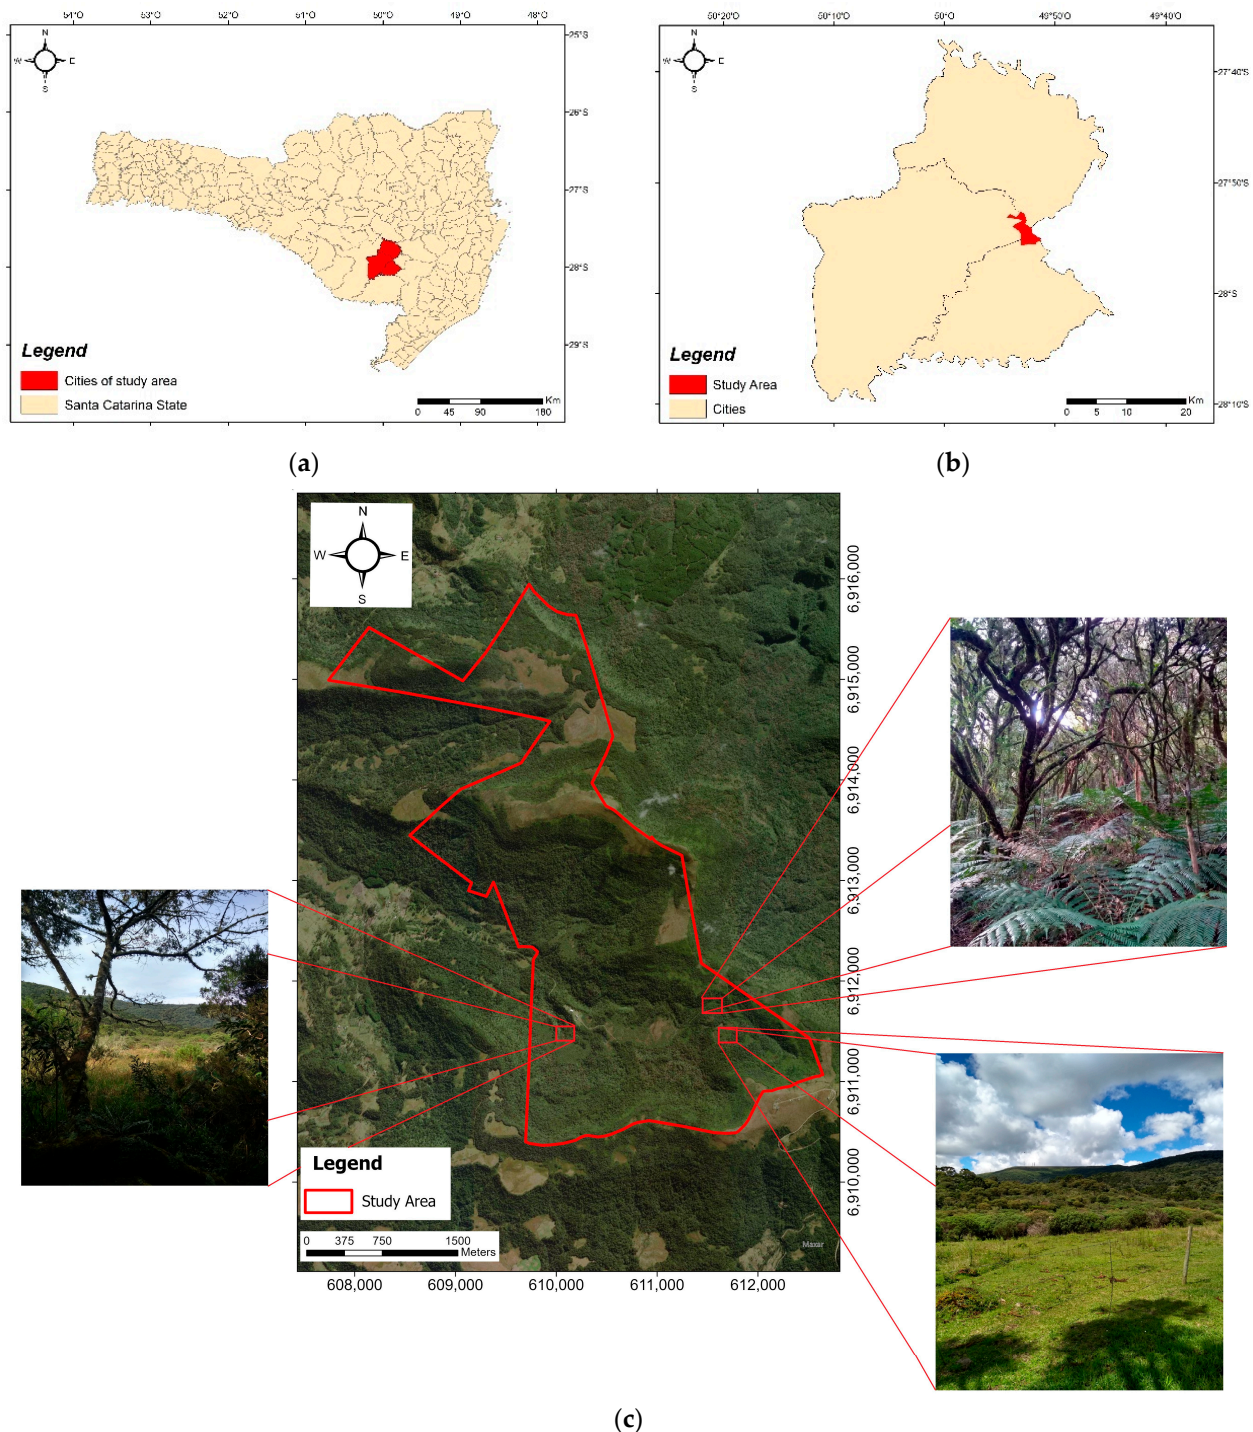 54°O 53°O 52°O 51°O 50°O 49°O 48°O
N
W E
S
25°S
26°S
27°S
28°S
29°S
Legend
Cities of study area
Santa Catarina State
Km
0 45 90 180
(a)
50°20'O 50°10'O 50°O 49°50'O 49°40'O
N
W E
S
27°40'S
27°50'S
28°S
28°10'S
Legend
Study Area
Cities
Km
0 5 10 20
(b)
N
W E
S
6,916,000
6,915,000
6,914,000
6,913,000
6,912,000
6,911,000
6,910,000
Legend
Study Area
0 375 750 1500
Meters
Maxar
608,000 609,000 610,000 611,000 612,000
(c)